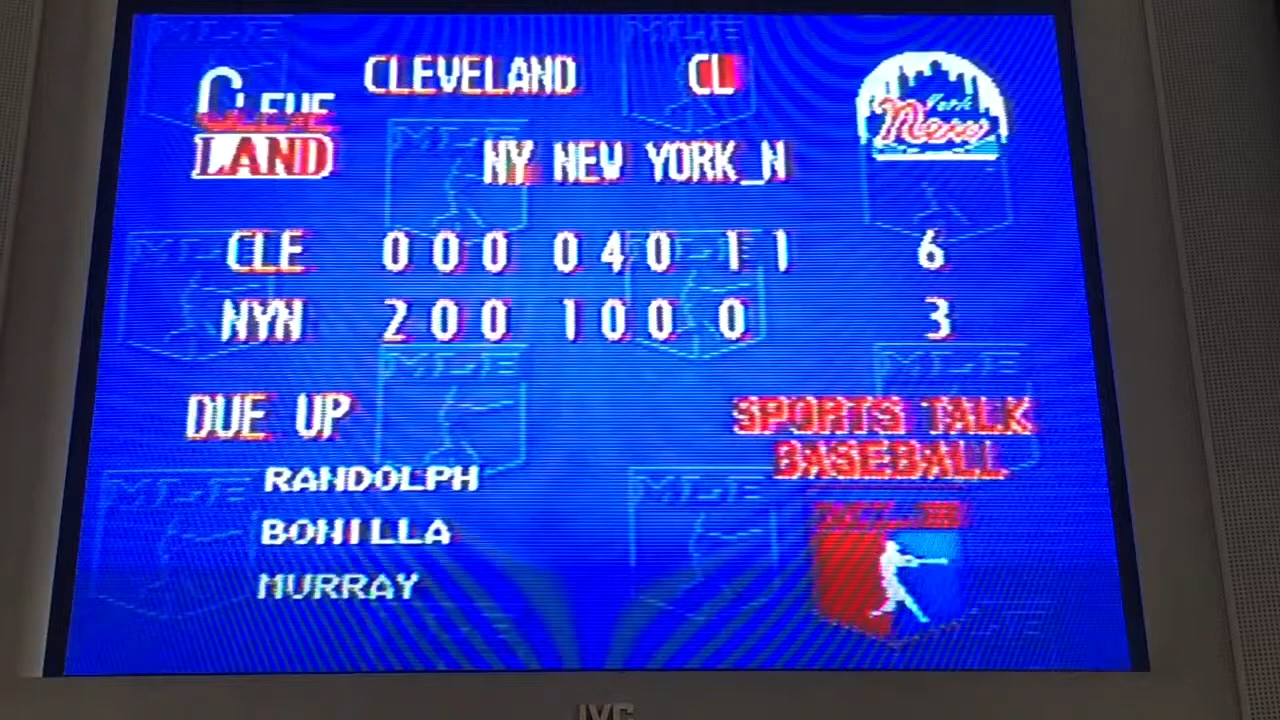 CLEVELAND CL
CLEVE
LAND
New York
NY NEW YORK_N
CLE 0 0 0 0 4 0 1 1 6
NYN 2 0 0 1 0 0 0 3
DUE UP
SPORTS TALK
BASEBALL
RANDOLPH
BONILLA
MURRAY
JVC